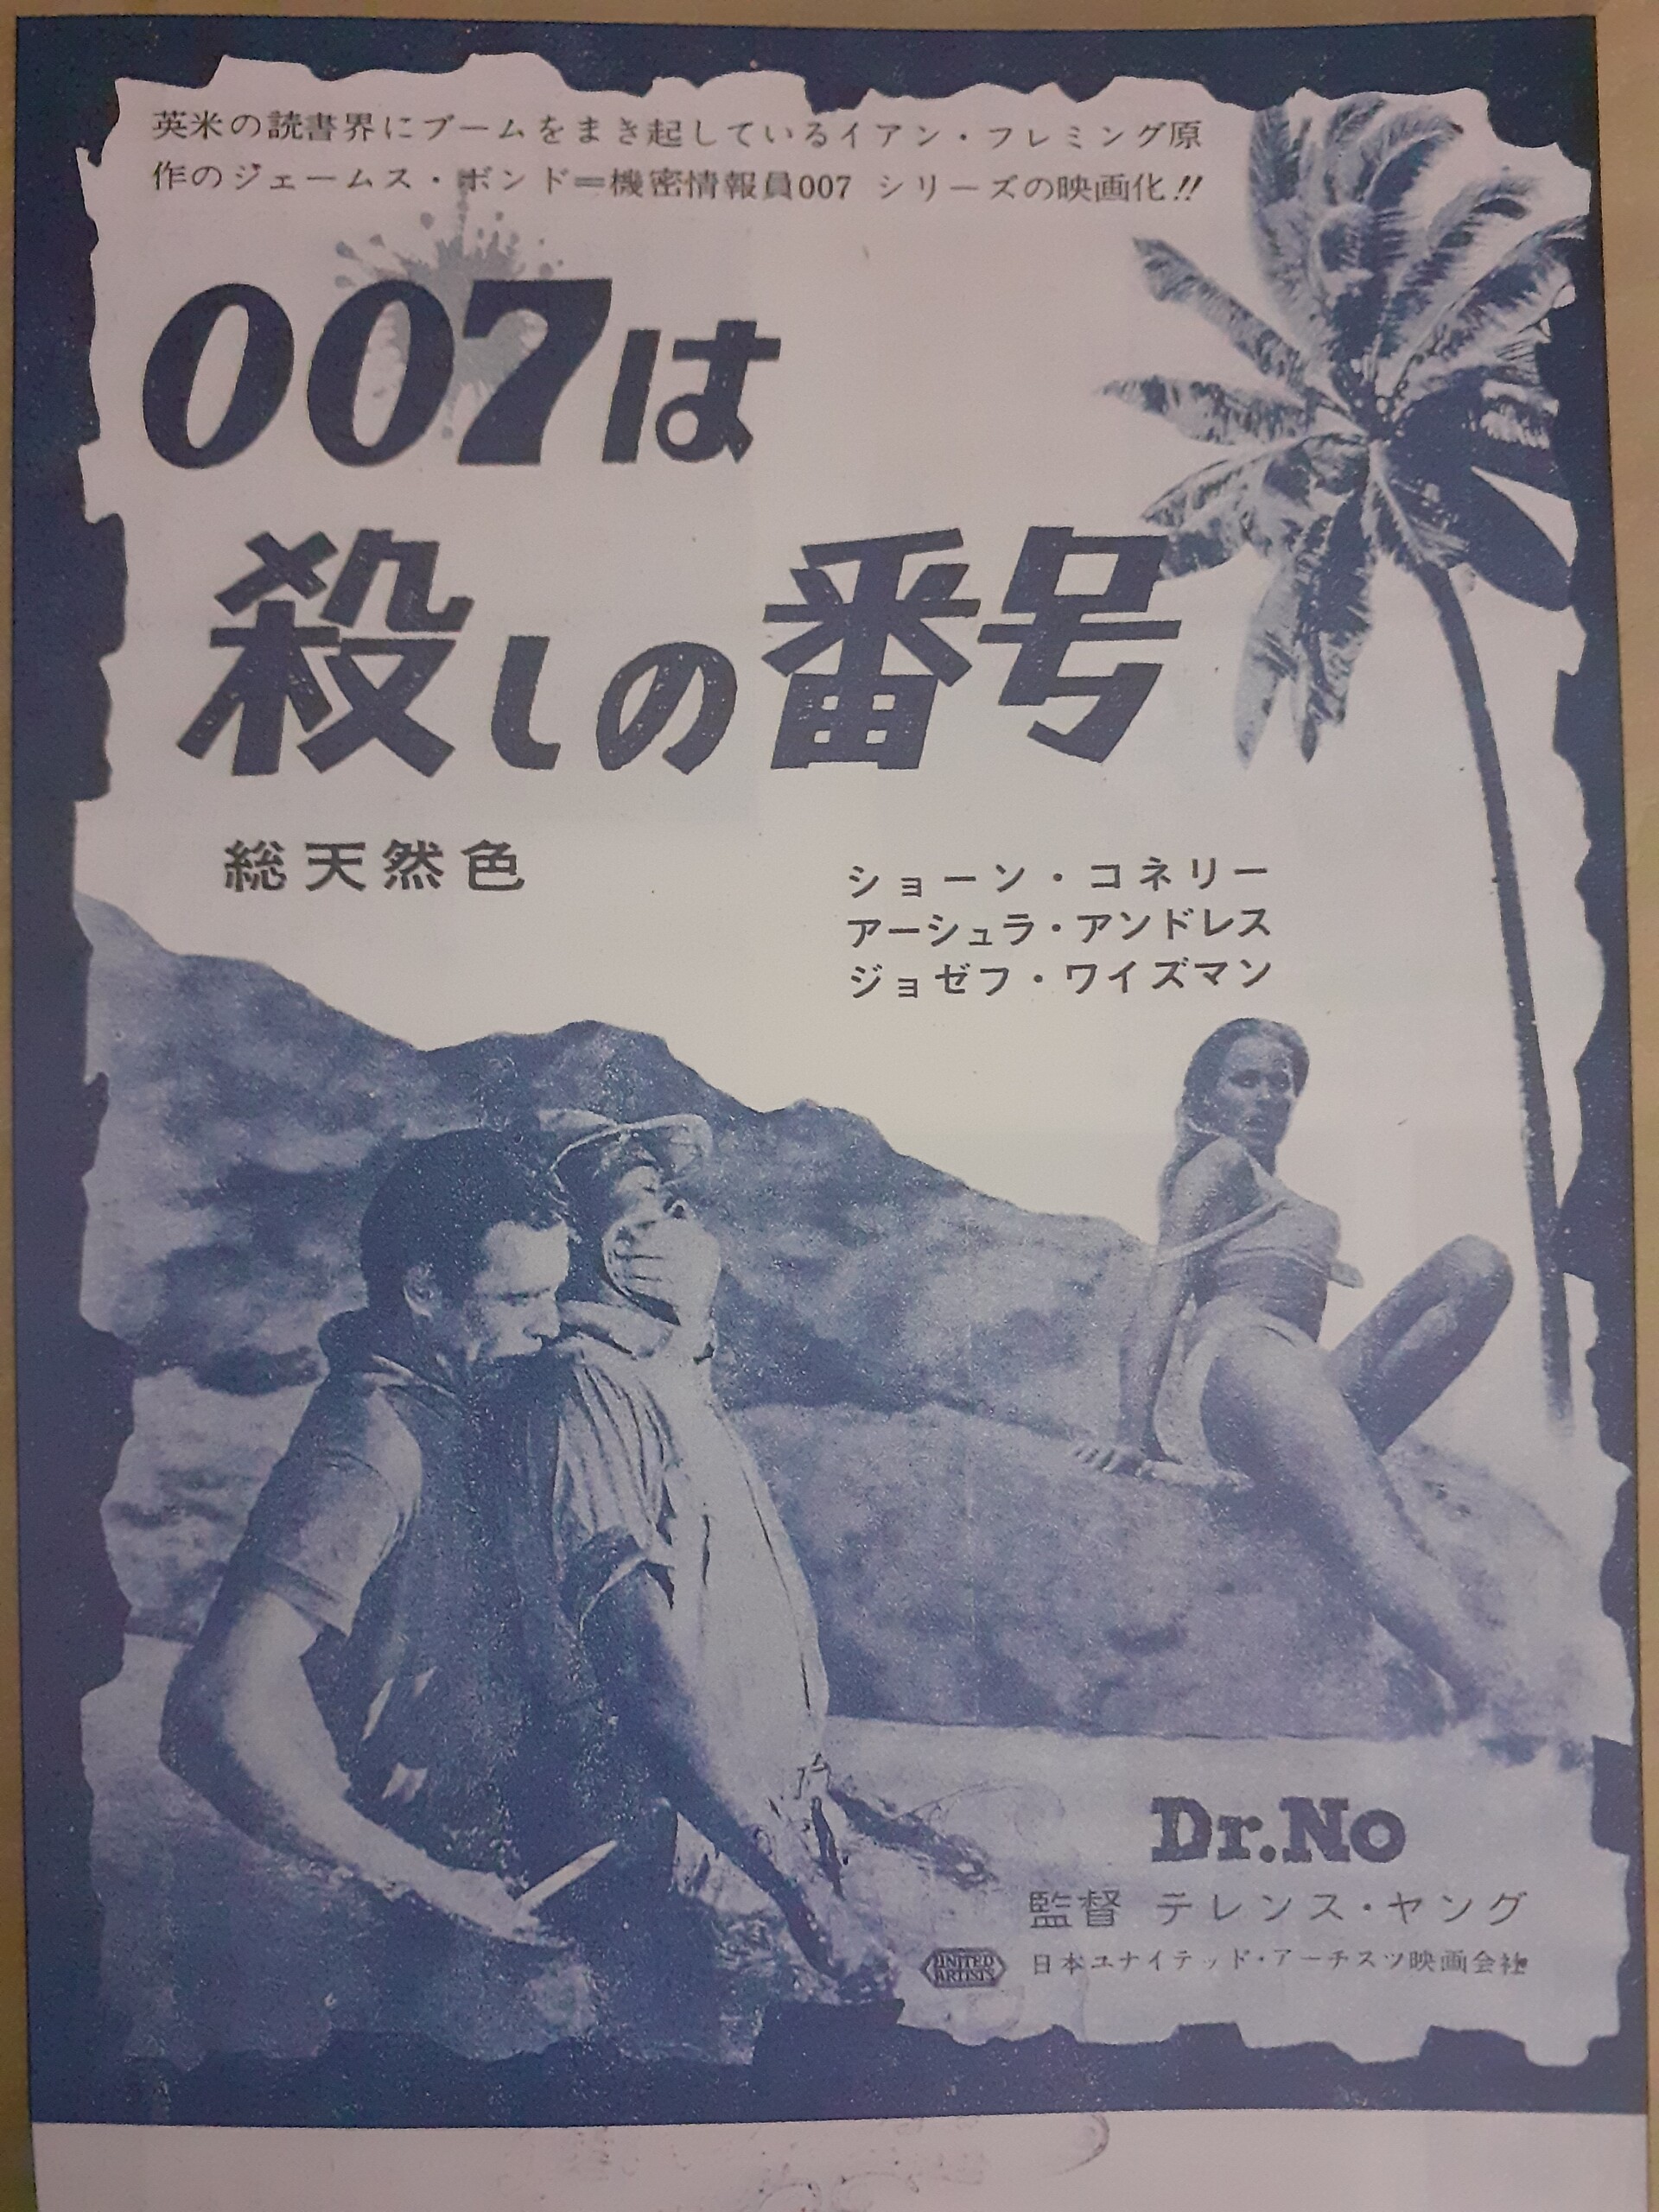 英米の読書界にブームをまき起しているイアン・フレミング原
作のジェームス・ボンド=機密情報員007 シリーズの映画化!!
007は
殺しの番号
総天然色
ショーン・コネリー
アーシュラ・アンドレス
ジョゼフ・ワイズマン
Dr.No
監督 テレンス・ヤング
UNITED ARTISTS 日本ユナイテッド・アーチスツ映画会社